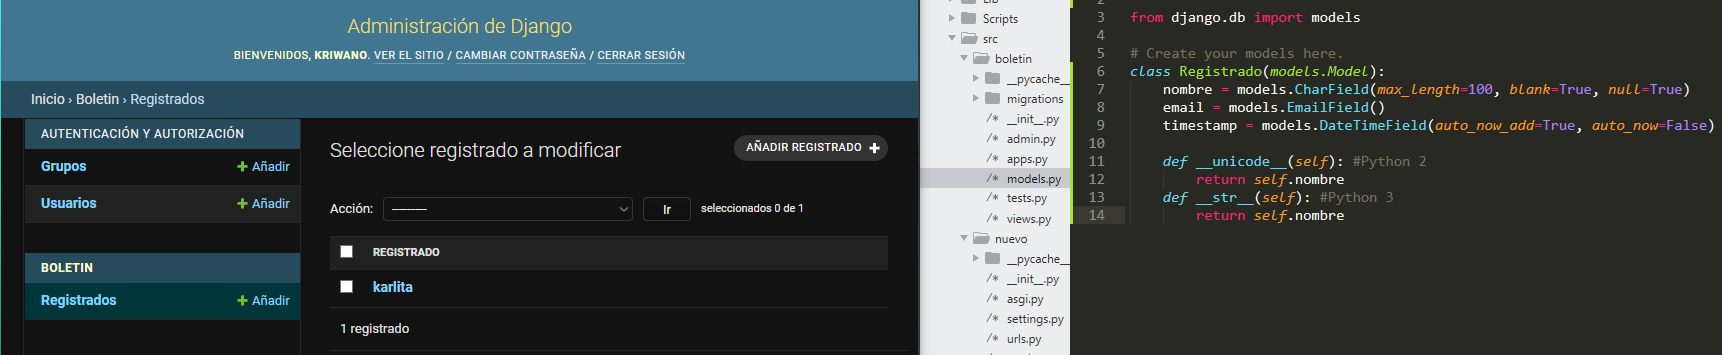 Administración de Django
BIENVENIDOS, KRIWANO. VER EL SITIO / CAMBIAR CONTRASEÑA / CERRAR SESIÓN
Inicio › Boletin › Registrados
AUTENTICACIÓN Y AUTORIZACIÓN
Grupos + Añadir
Usuarios + Añadir
BOLETIN
Registrados + Añadir
Seleccione registrado a modificar
AÑADIR REGISTRADO +
Acción: --------- Ir seleccionados 0 de 1
REGISTRADO
karlita
1 registrado
Lib
Scripts
src
boletin
__pycache__
migrations
/* __init__.py
/* admin.py
/* apps.py
/* models.py
/* tests.py
/* views.py
nuevo
__pycache__
/* __init__.py
/* asgi.py
/* settings.py
/* urls.py
2
3 from django.db import models
4
5 # Create your models here.
6 class Registrado(models.Model):
7 nombre = models.CharField(max_length=100, blank=True, null=True)
8 email = models.EmailField()
9 timestamp = models.DateTimeField(auto_now_add=True, auto_now=False)
10
11 def __unicode__(self): #Python 2
12 return self.nombre
13 def __str__(self): #Python 3
14 return self.nombre